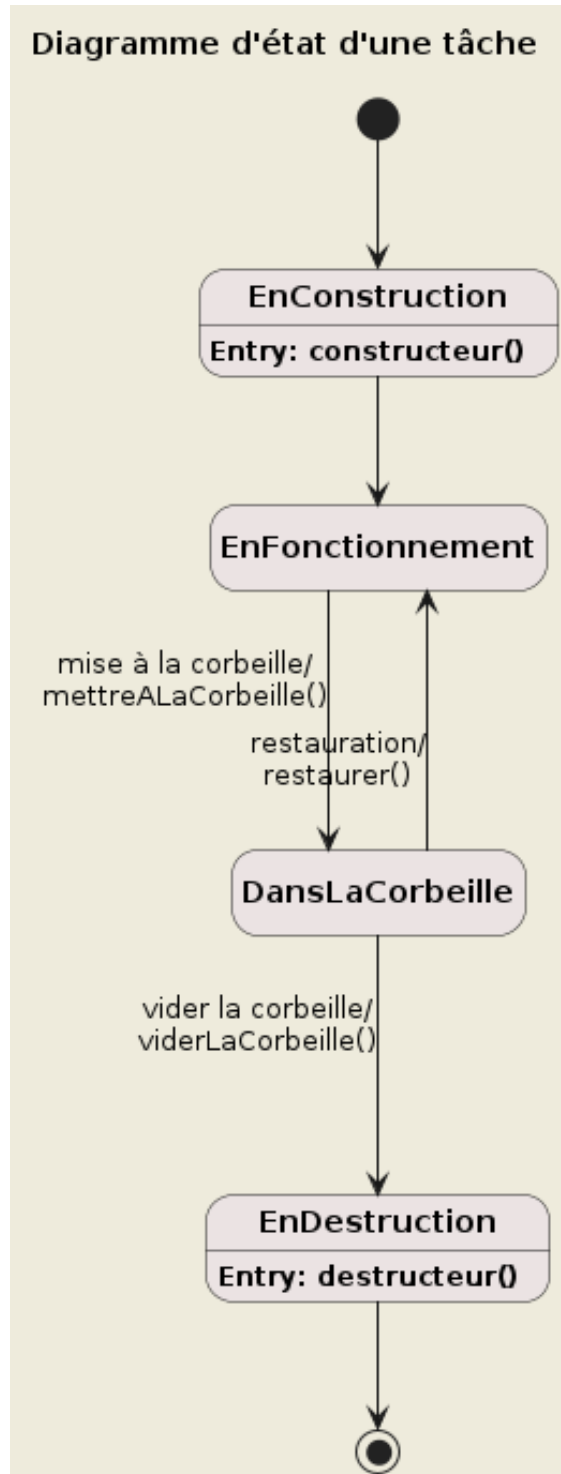 Diagramme d'état d'une tâche
EnConstruction
Entry: constructeur()
EnFonctionnement
mise à la corbeille/
mettreALaCorbeille()
restauration/
restaurer()
DansLaCorbeille
vider la corbeille/
viderLaCorbeille()
EnDestruction
Entry: destructeur()